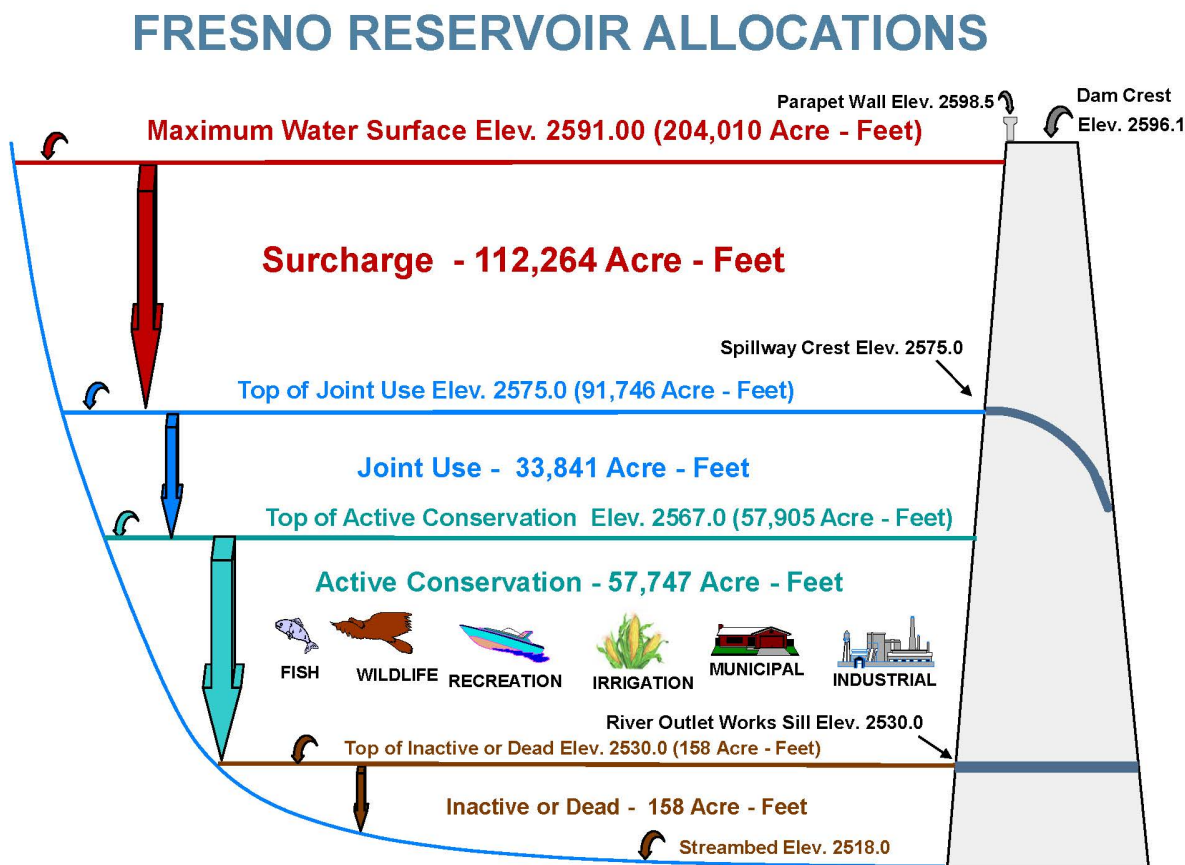 FRESNO RESERVOIR ALLOCATIONS
Parapet Wall Elev. 2598.5
Dam Crest
Elev. 2596.1
Maximum Water Surface Elev. 2591.00 (204,010 Acre - Feet)
Surcharge - 112,264 Acre - Feet
Spillway Crest Elev. 2575.0
Top of Joint Use Elev. 2575.0 (91,746 Acre - Feet)
Joint Use - 33,841 Acre - Feet
Top of Active Conservation Elev. 2567.0 (57,905 Acre - Feet)
Active Conservation - 57,747 Acre - Feet
FISH
WILDLIFE
RECREATION
IRRIGATION
MUNICIPAL
INDUSTRIAL
River Outlet Works Sill Elev. 2530.0
Top of Inactive or Dead Elev. 2530.0 (158 Acre - Feet)
Inactive or Dead - 158 Acre - Feet
Streambed Elev. 2518.0